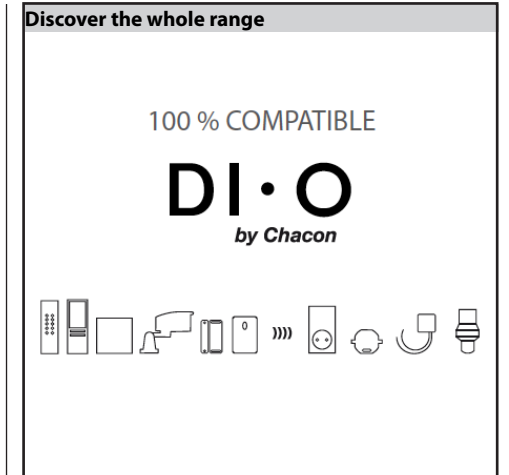 Discover the whole range
100 % COMPATIBLE
DI·O
by Chacon